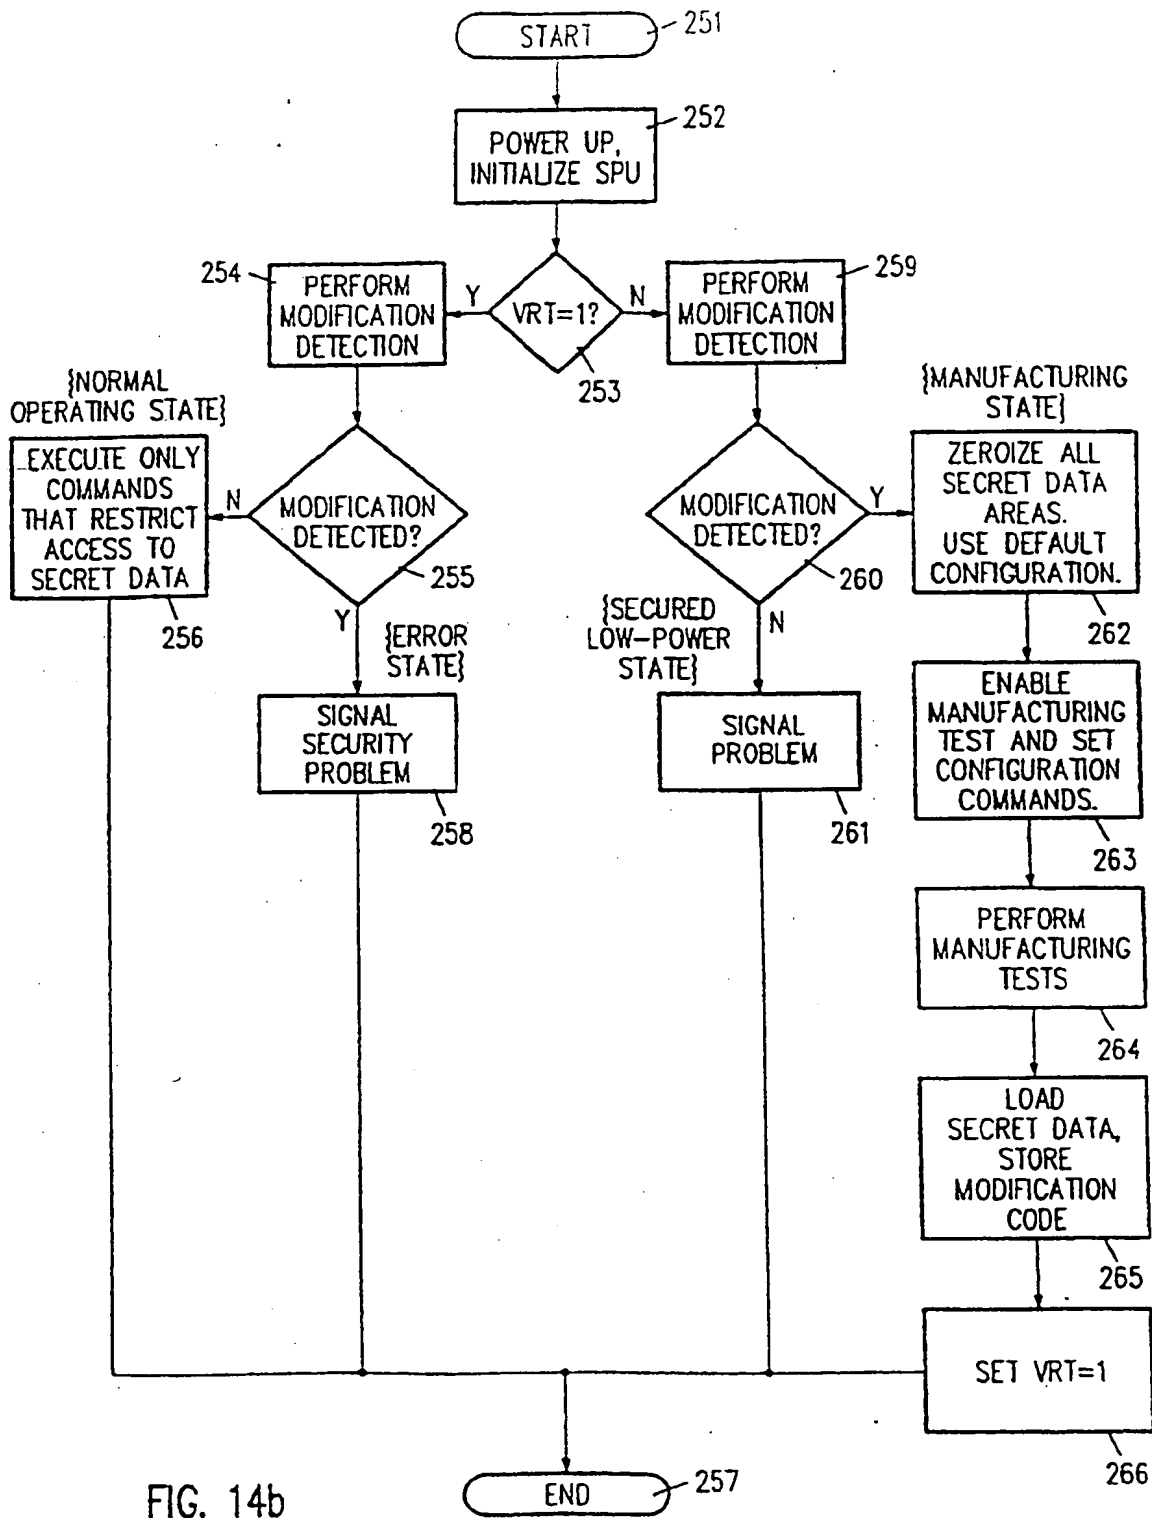 START
251
POWER UP,
INITIALIZE SPU
252
VRT=1?
253
Y
N
254
PERFORM
MODIFICATION
DETECTION
259
PERFORM
MODIFICATION
DETECTION
{NORMAL
OPERATING STATE}
EXECUTE ONLY
COMMANDS
THAT RESTRICT
ACCESS TO
SECRET DATA
256
N
MODIFICATION
DETECTED?
255
Y
{ERROR
STATE}
SIGNAL
SECURITY
PROBLEM
258
MODIFICATION
DETECTED?
260
Y
N
{SECURED
LOW-POWER
STATE}
SIGNAL
PROBLEM
261
{MANUFACTURING
STATE}
ZEROIZE ALL
SECRET DATA
AREAS.
USE DEFAULT
CONFIGURATION.
262
ENABLE
MANUFACTURING
TEST AND SET
CONFIGURATION
COMMANDS.
263
PERFORM
MANUFACTURING
TESTS
264
LOAD
SECRET DATA,
STORE
MODIFICATION
CODE
265
SET VRT=1
266
END
257
FIG. 14b